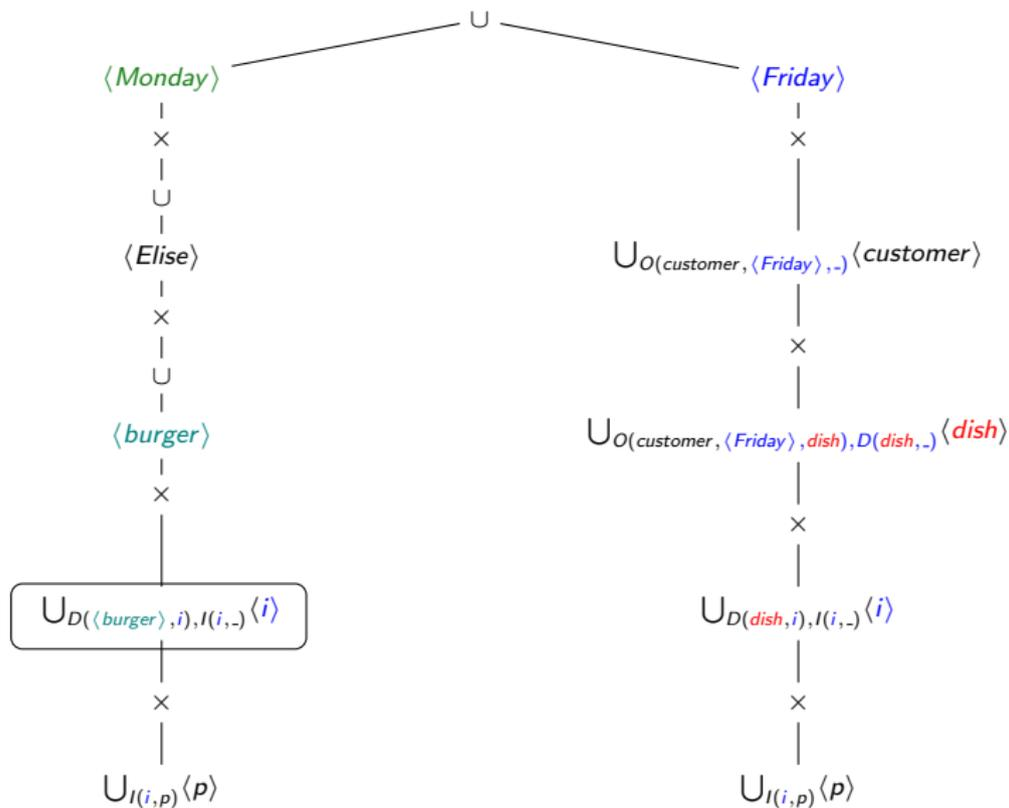 ∪
⟨Monday⟩ ⟨Friday⟩
× ×
∪
⟨Elise⟩ ⋃O(customer,⟨Friday⟩,_)⟨customer⟩
×
×
∪
⟨burger⟩ ⋃O(customer,⟨Friday⟩,dish),D(dish,_)⟨dish⟩
×
×
⋃D(⟨burger⟩,i),I(i,_)⟨i⟩ ⋃D(dish,i),I(i,_)⟨i⟩
× ×
⋃I(i,p)⟨p⟩ ⋃I(i,p)⟨p⟩